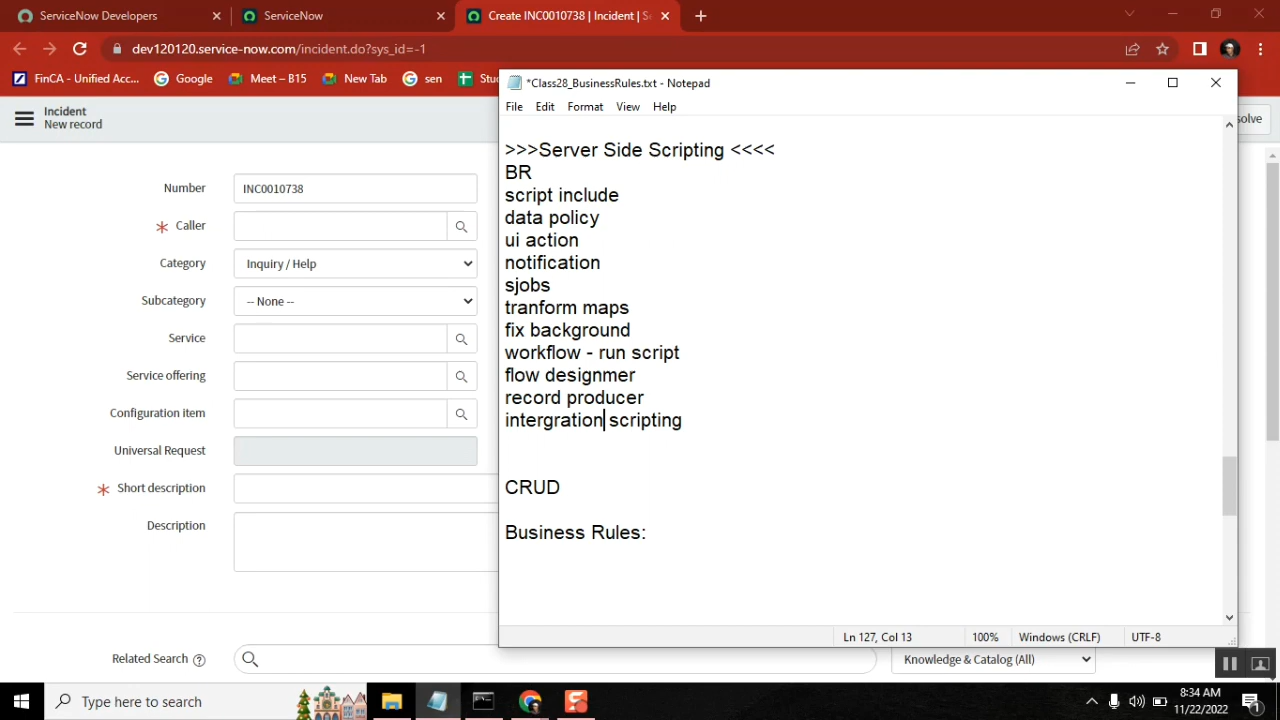 ServiceNow Developers
ServiceNow
Create INC0010738 | Incident | Se
dev120120.service-now.com/incident.do?sys_id=-1
FinCA - Unified Acc...
Google
Meet – B15
New Tab
sen
Stu
Incident
New record
olve
Number
INC0010738
Caller
Category
Inquiry / Help
Subcategory
-- None --
Service
Service offering
Configuration item
Universal Request
Short description
Description
Related Search
Knowledge & Catalog (All)
*Class28_BusinessRules.txt - Notepad
File Edit Format View Help
>>>Server Side Scripting <<<<
BR
script include
data policy
ui action
notification
sjobs
tranform maps
fix background
workflow - run script
flow designmer
record producer
intergration scripting
CRUD
Business Rules:
Ln 127, Col 13
100%
Windows (CRLF)
UTF-8
Type here to search
8:34 AM
11/22/2022
1